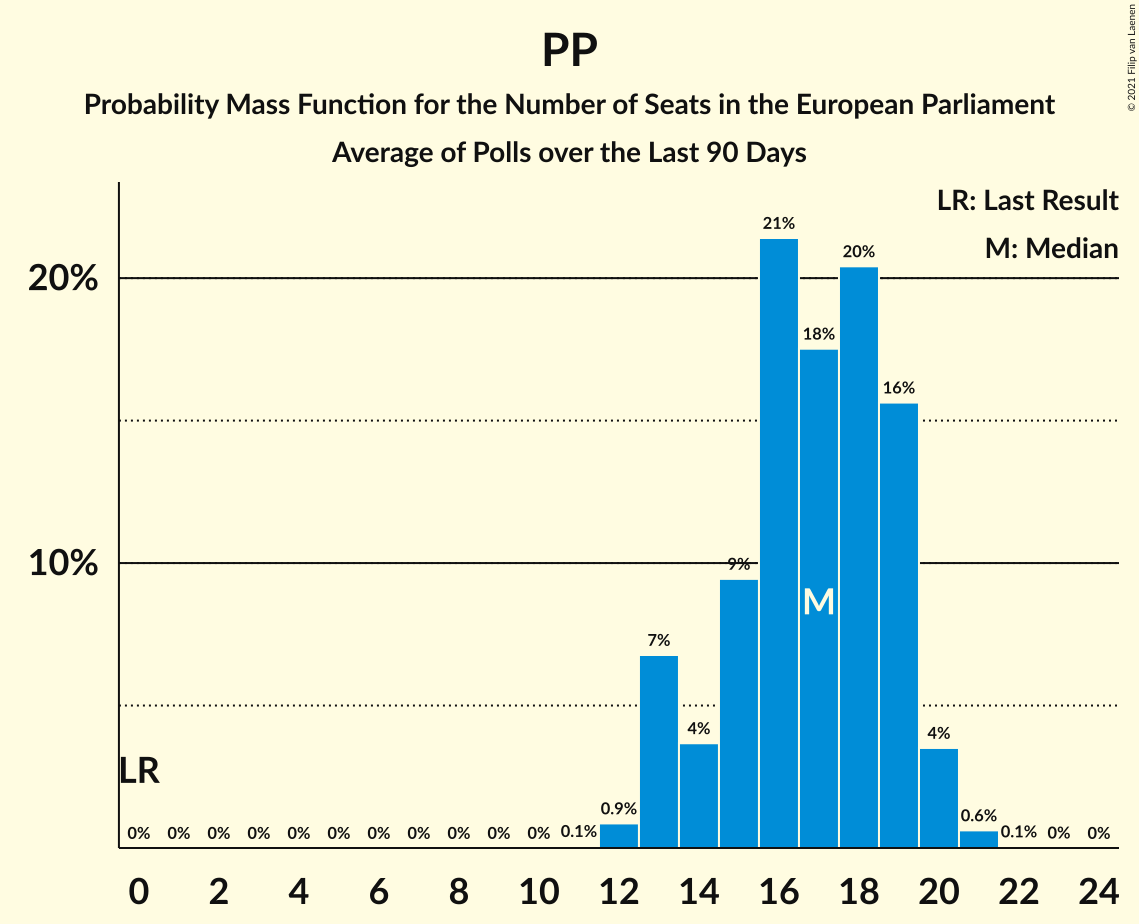 PP
Probability Mass Function for the Number of Seats in the European Parliament
Average of Polls over the Last 90 Days
© 2021 Filip van Laenen
LR: Last Result
M: Median
20%
10%
21%
20%
18%
16%
9%
M
7%
4%
4%
LR
0% 0% 0% 0% 0% 0% 0% 0% 0% 0% 0% 0.1% 0.9% 0.6% 0.1% 0% 0%
0 2 4 6 8 10 12 14 16 18 20 22 24